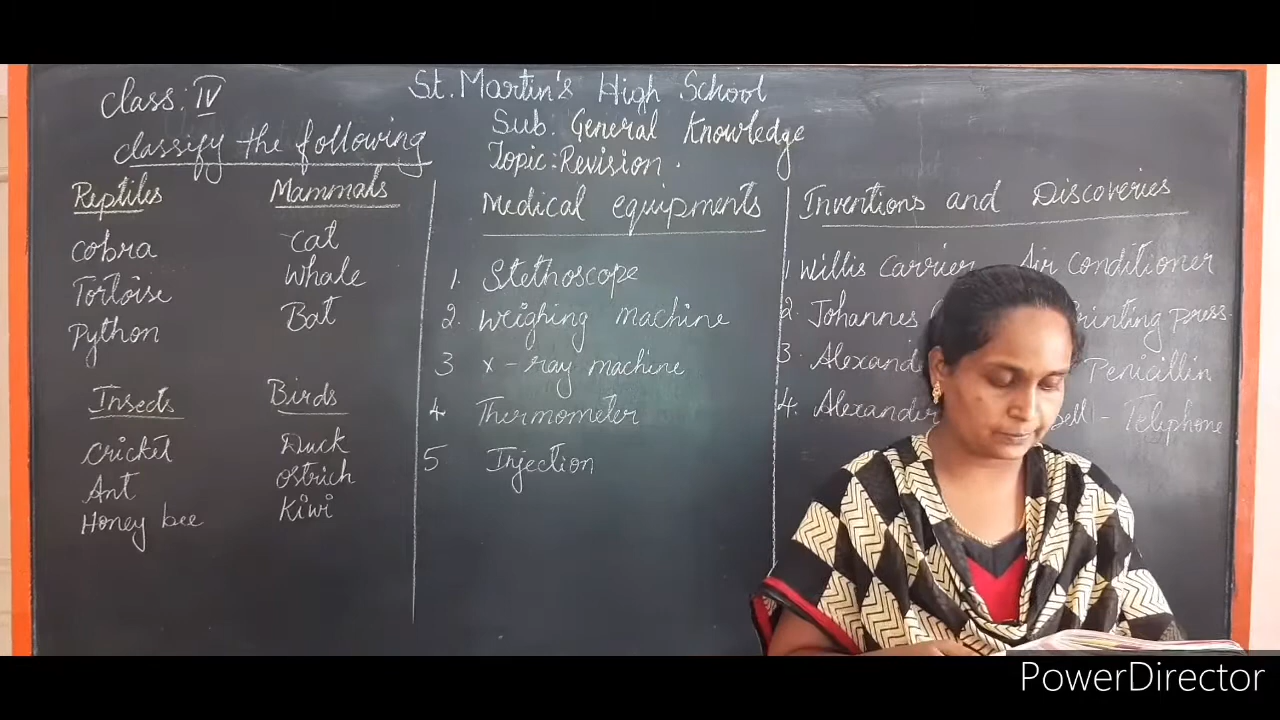 Class: IV
St. Martin's High School
Sub. General Knowledge
Topic: Revision.
classify the following
Reptiles
cobra
Tortoise
Python
Mammals
cat
Whale
Bat
Insects
cricket
Ant
Honey bee
Birds
Duck
Ostrich
Kiwi
Medical equipments
1. Stethoscope
2. Weighing machine
3 x-ray machine
4 Thermometer
5 Injection
Inventions and Discoveries
1 Willis Carrier Air conditioner
2. Johannes Printing press.
3. Penicillin
4. Alexander - Telephone
PowerDirector